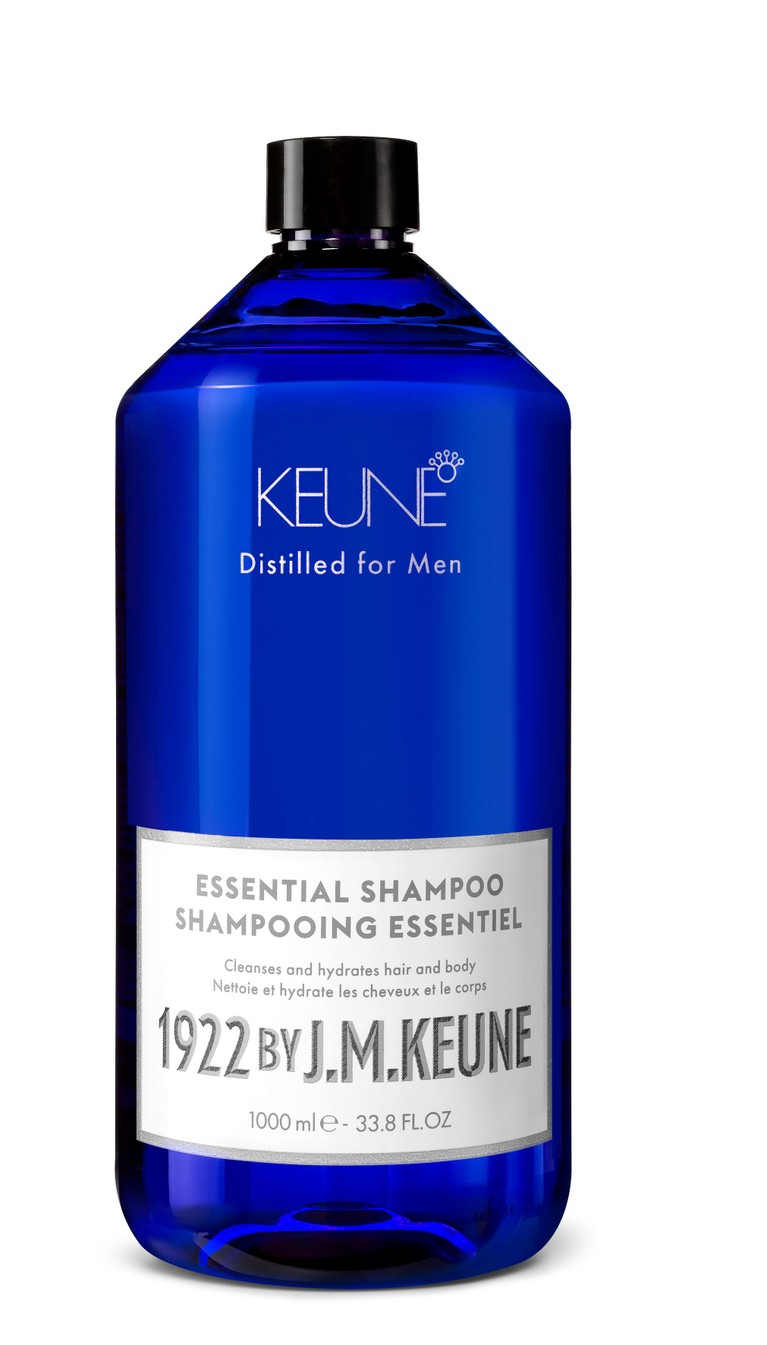 KEUNE
Distilled for Men
ESSENTIAL SHAMPOO
SHAMPOOING ESSENTIEL
Cleanses and hydrates hair and body
Nettoie et hydrate les cheveux et le corps
1922 BY J.M.KEUNE
1000 ml ℮ - 33.8 FL.OZ